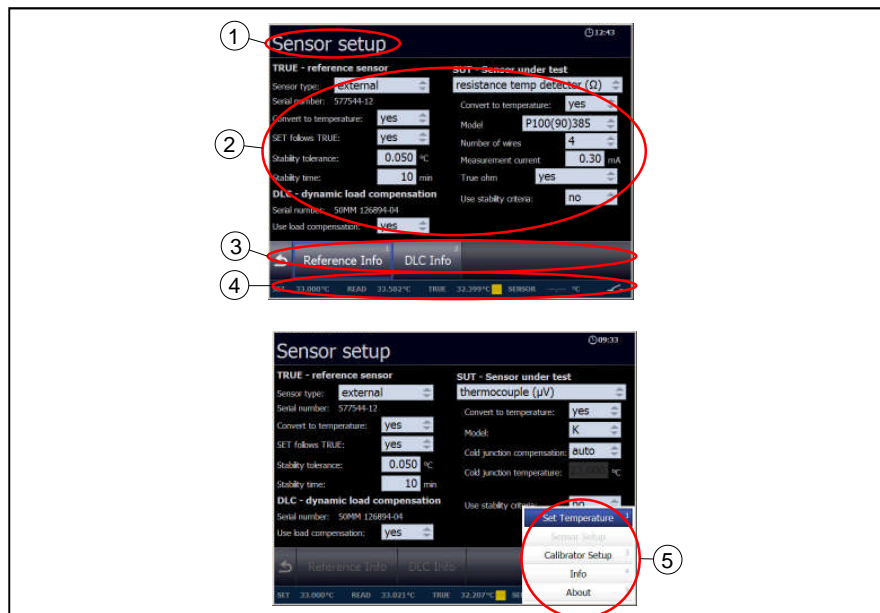 1
Sensor setup
12:43
TRUE - reference sensor
Sensor type: external
Serial number: 577544-12
Convert to temperature: yes
SET follows TRUE: yes
Stability tolerance: 0.050 °C
Stability time: 10 min
DLC - dynamic load compensation
Serial number: 50MM 126894-04
Use load compensation: yes
SUT - Sensor under test
resistance temp detector (Ω)
Convert to temperature: yes
Model P100(90)385
Number of wires 4
Measurement current 0.30 mA
True ohm yes
Use stability criteria: no
2
3
Reference Info 1
DLC Info 2
4
SET 33.000°C READ 33.582°C TRUE 32.399°C SENSOR --.-- °C
Sensor setup
09:33
TRUE - reference sensor
Sensor type: external
Serial number: 577544-12
Convert to temperature: yes
SET follows TRUE: yes
Stability tolerance: 0.050 °C
Stability time: 10 min
DLC - dynamic load compensation
Serial number: 50MM 126894-04
Use load compensation: yes
SUT - Sensor under test
thermocouple (µV)
Convert to temperature: yes
Model: K
Cold junction compensation: auto
Cold junction temperature: °C
Use stability criteria: no
Set Temperature 1
Sensor Setup
Calibrator Setup 3
Info 4
About
5
Reference Info DLC Info
SET 33.000°C READ 33.021°C TRUE 32.207°C